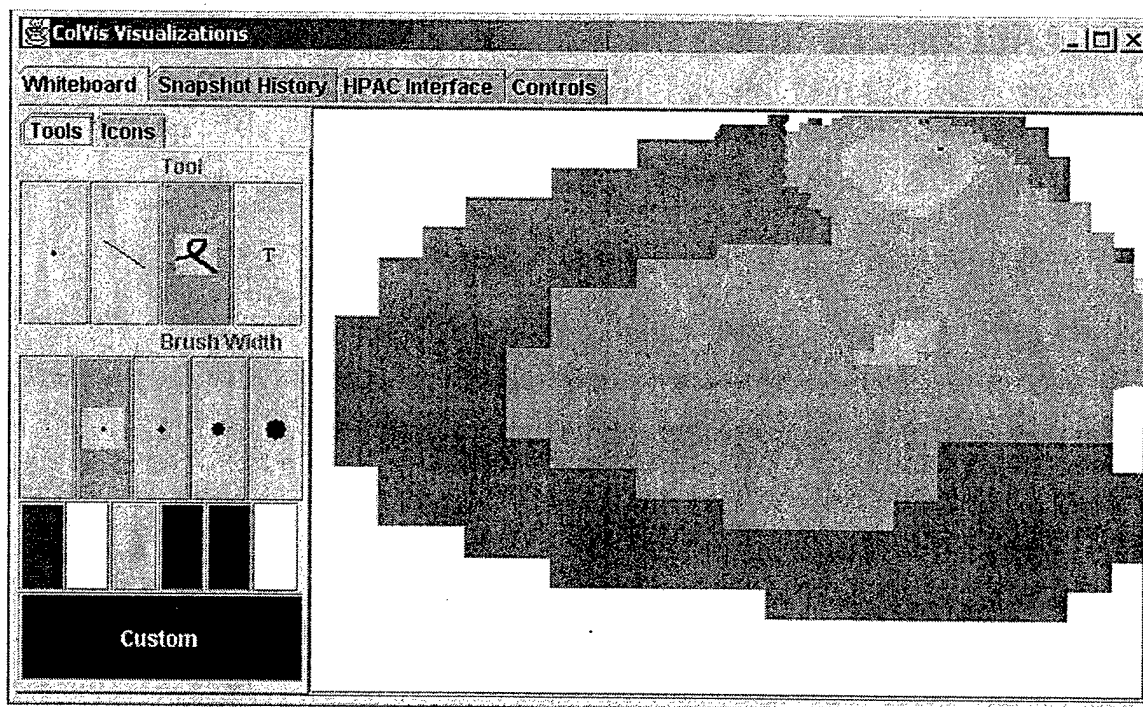 ColVis Visualizations
Whiteboard Snapshot History HPAC Interface Controls
Tools Icons
Tool
T
Brush Width
Custom